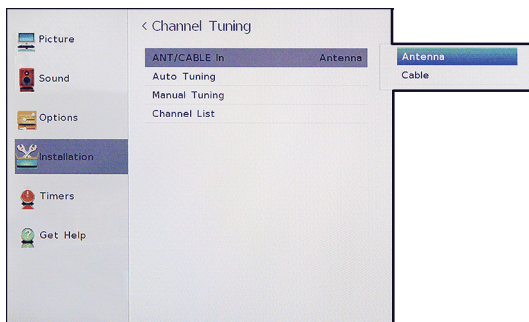 Picture
Sound
Options
Installation
Timers
Get Help
< Channel Tuning
ANT/CABLE In Antenna
Auto Tuning
Manual Tuning
Channel List
Antenna
Cable